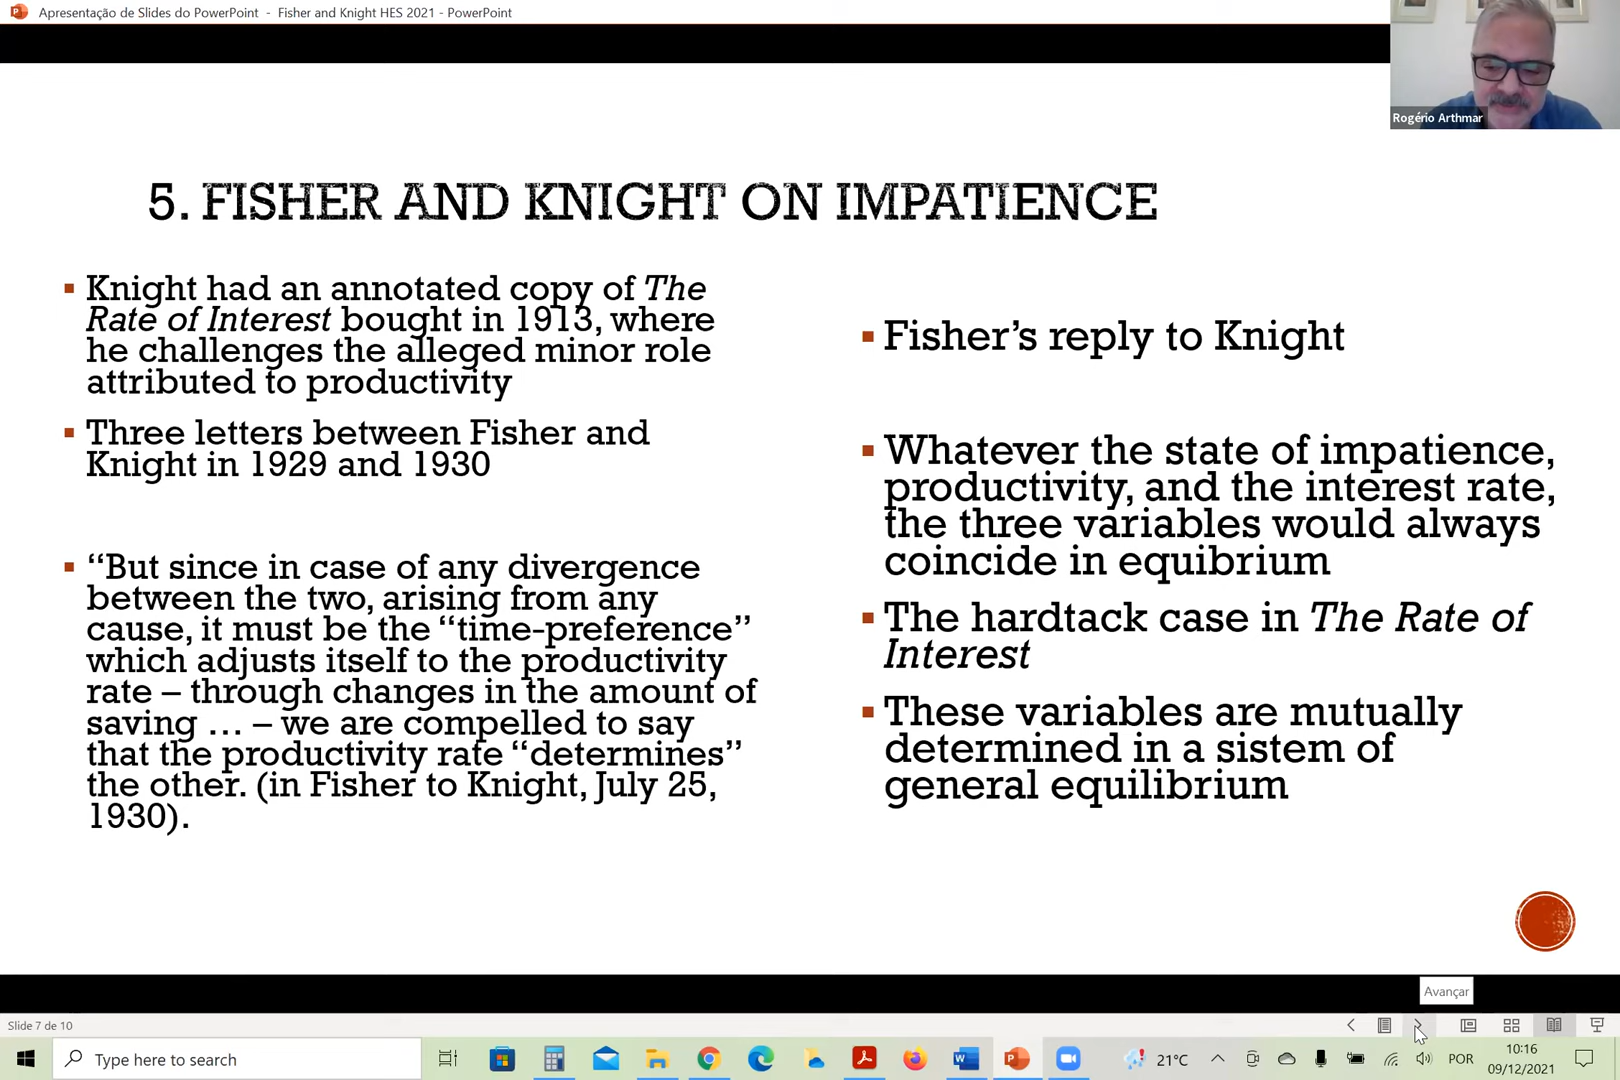 Apresentação de Slides do PowerPoint - Fisher and Knight HES 2021 - PowerPoint
Rogério Arthmar
5. FISHER AND KNIGHT ON IMPATIENCE
▪ Knight had an annotated copy of The
Rate of Interest bought in 1913, where
he challenges the alleged minor role
attributed to productivity
▪ Three letters between Fisher and
Knight in 1929 and 1930
▪ “But since in case of any divergence
between the two, arising from any
cause, it must be the “time-preference”
which adjusts itself to the productivity
rate – through changes in the amount of
saving … – we are compelled to say
that the productivity rate “determines”
the other. (in Fisher to Knight, July 25,
1930).
▪ Fisher’s reply to Knight
▪ Whatever the state of impatience,
productivity, and the interest rate,
the three variables would always
coincide in equibrium
▪ The hardtack case in The Rate of
Interest
▪ These variables are mutually
determined in a sistem of
general equilibrium
Avançar
Slide 7 de 10
Type here to search
21°C
POR
10:16
09/12/2021